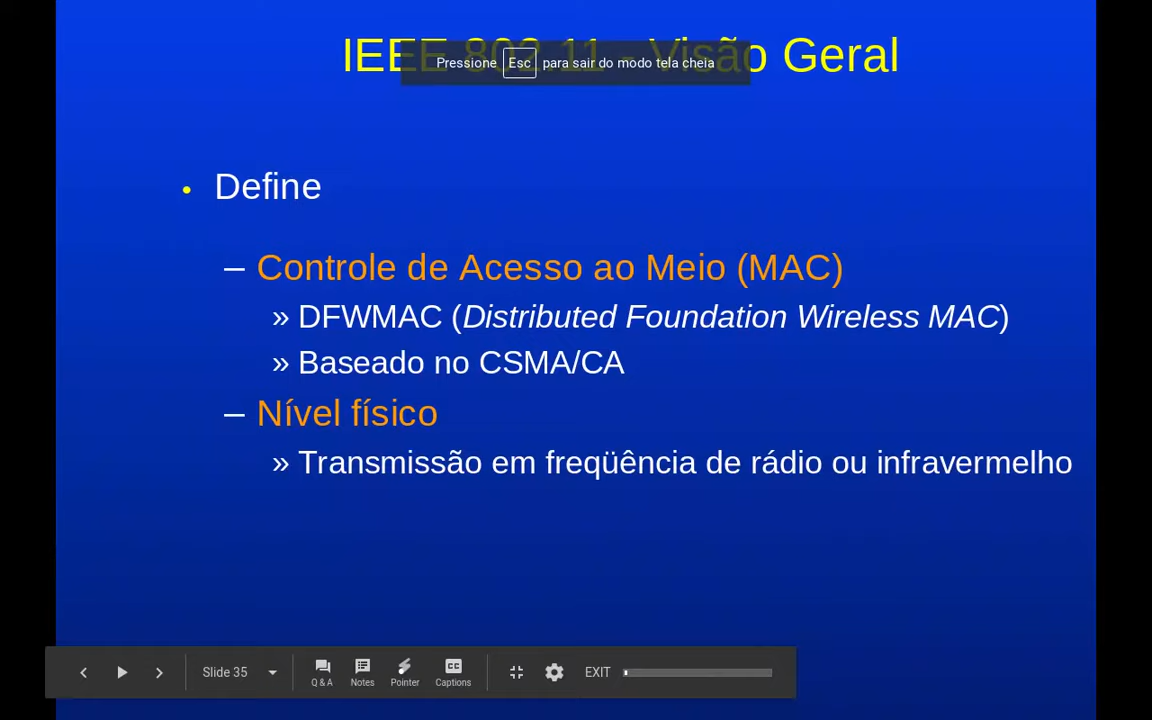 IEEE 802.11 - Visão Geral
Pressione Esc para sair do modo tela cheia
• Define
– Controle de Acesso ao Meio (MAC)
» DFWMAC (Distributed Foundation Wireless MAC)
» Baseado no CSMA/CA
– Nível físico
» Transmissão em freqüência de rádio ou infravermelho
Slide 35
Q & A
Notes
Pointer
CC
Captions
EXIT